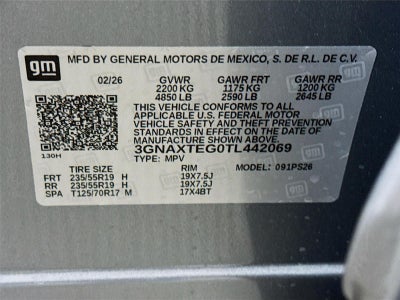 gm MFD BY GENERAL MOTORS DE MEXICO, S. DE R.L. DE C.V.
02/26 GVWR GAWR FRT GAWR RR
2200 KG 1175 KG 1200 KG
4850 LB 2590 LB 2645 LB
THIS VEHICLE CONFORMS TO ALL
APPLICABLE U.S. FEDERAL MOTOR
VEHICLE SAFETY AND THEFT PREVENTION
STANDARDS IN EFFECT ON THE DATE OF
MANUFACTURE SHOWN ABOVE.
130H 3GNAXTEG0TL442069
TYPE: MPV MODEL: 091PS26
TIRE SIZE RIM
FRT 235/55R19 H 19X7.5J
RR 235/55R19 H 19X7.5J
SPA T125/70R17 M 17X4BT